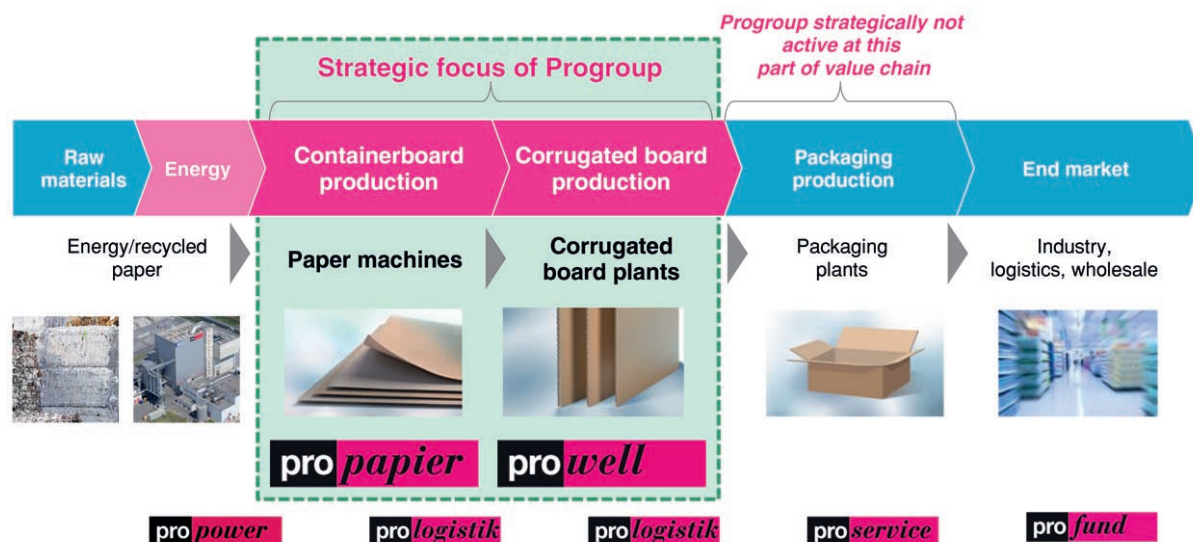 Progroup strategically not
active at this
part of value chain
Strategic focus of Progroup
Raw
materials
Energy
Containerboard
production
Corrugated board
production
Packaging
production
End market
Energy/recycled
paper
Paper machines
Corrugated
board plants
Packaging
plants
Industry,
logistics, wholesale
pro papier
pro well
pro power
pro logistik
pro logistik
pro service
pro fund